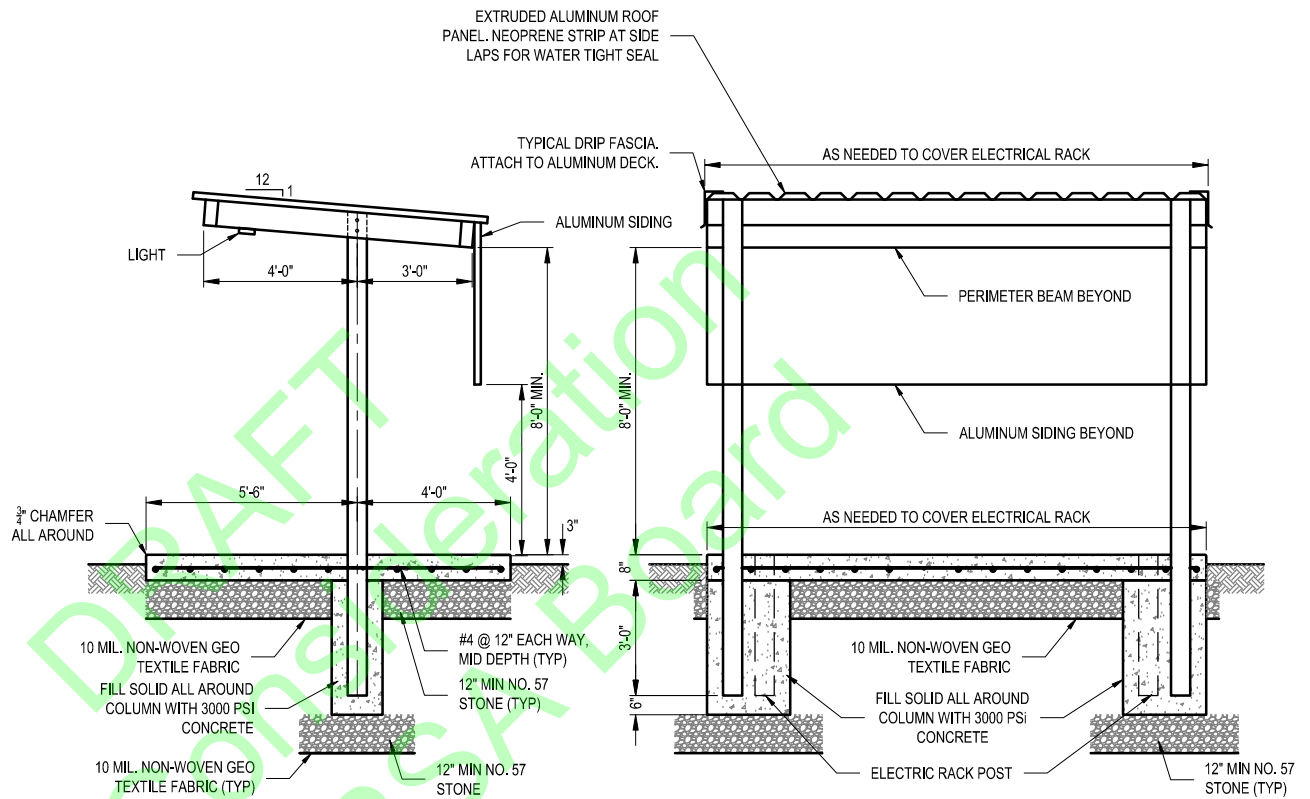 EXTRUDED ALUMINUM ROOF
PANEL. NEOPRENE STRIP AT SIDE
LAPS FOR WATER TIGHT SEAL
TYPICAL DRIP FASCIA.
ATTACH TO ALUMINUM DECK.
AS NEEDED TO COVER ELECTRICAL RACK
12
1
ALUMINUM SIDING
LIGHT
4'-0"
3'-0"
PERIMETER BEAM BEYOND
8'-0" MIN.
8'-0" MIN.
4'-0"
ALUMINUM SIDING BEYOND
5'-6"
4'-0"
3/4" CHAMFER
ALL AROUND
3"
AS NEEDED TO COVER ELECTRICAL RACK
8"
3'-0"
6"
10 MIL. NON-WOVEN GEO
TEXTILE FABRIC
#4 @ 12" EACH WAY,
MID DEPTH (TYP)
10 MIL. NON-WOVEN GEO
TEXTILE FABRIC
FILL SOLID ALL AROUND
COLUMN WITH 3000 PSI
CONCRETE
12" MIN NO. 57
STONE (TYP)
FILL SOLID ALL AROUND
COLUMN WITH 3000 PSi
CONCRETE
10 MIL. NON-WOVEN GEO
TEXTILE FABRIC (TYP)
12" MIN NO. 57
STONE
ELECTRIC RACK POST
12" MIN NO. 57
STONE (TYP)
DRAFT
Consideration
Board